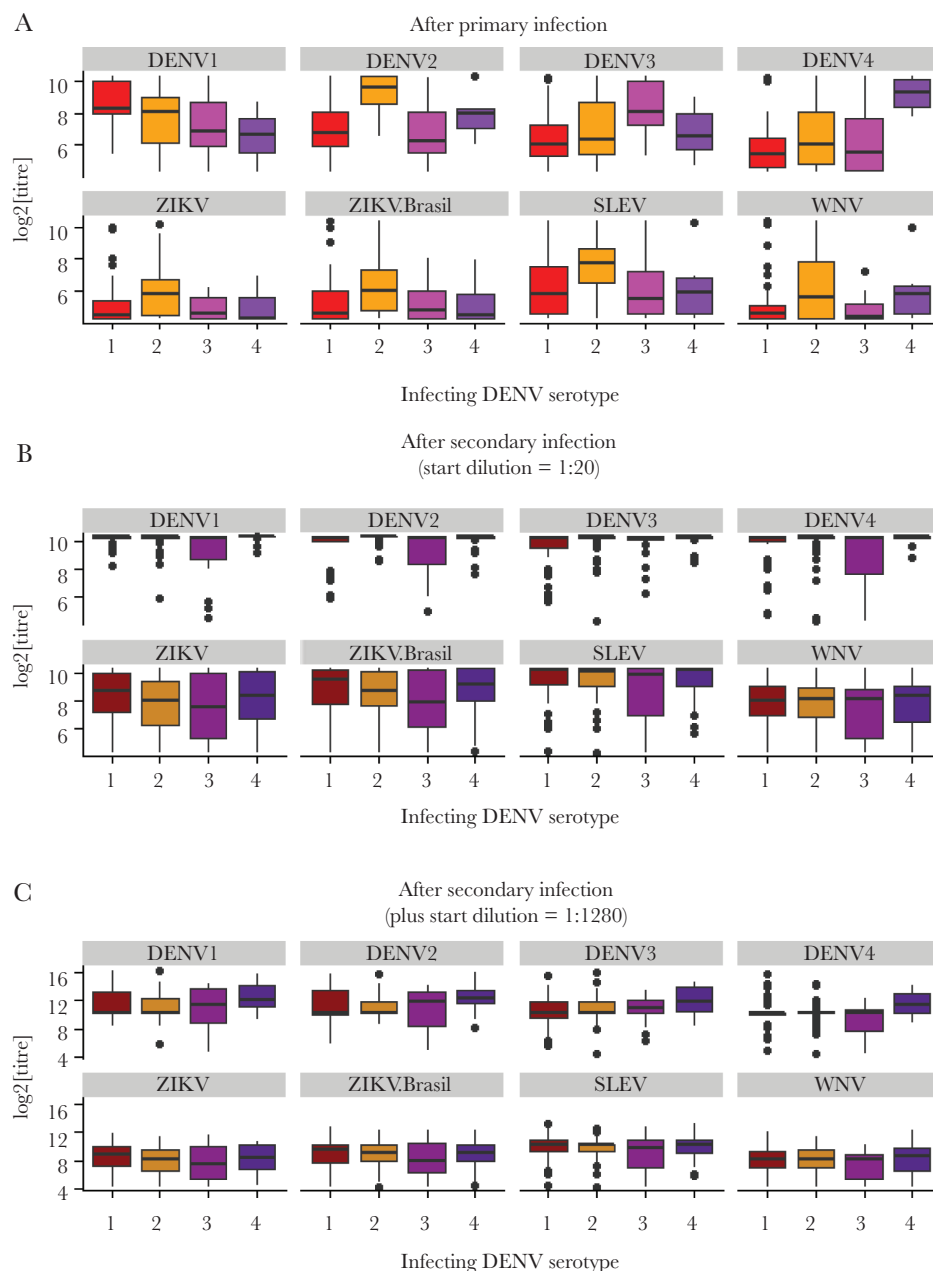 A
After primary infection
DENV1 DENV2 DENV3 DENV4
10
8
6
log2[titre]
ZIKV ZIKV.Brasil SLEV WNV
10
8
6
1 2 3 4 1 2 3 4 1 2 3 4 1 2 3 4
Infecting DENV serotype
B
After secondary infection
(start dilution = 1:20)
DENV1 DENV2 DENV3 DENV4
10
8
6
log2[titre]
ZIKV ZIKV.Brasil SLEV WNV
10
8
6
1 2 3 4 1 2 3 4 1 2 3 4 1 2 3 4
Infecting DENV serotype
C
After secondary infection
(plus start dilution = 1:1280)
DENV1 DENV2 DENV3 DENV4
16
12
8
4
log2[titre]
ZIKV ZIKV.Brasil SLEV WNV
16
12
8
4
1 2 3 4 1 2 3 4 1 2 3 4 1 2 3 4
Infecting DENV serotype